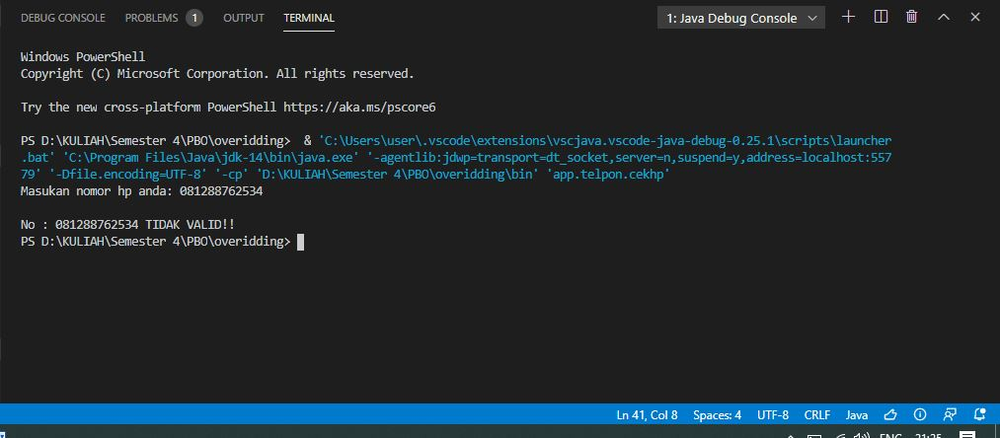 DEBUG CONSOLE PROBLEMS 1 OUTPUT TERMINAL 1: Java Debug Console
Windows PowerShell
Copyright (C) Microsoft Corporation. All rights reserved.
Try the new cross-platform PowerShell https://aka.ms/pscore6
PS D:\KULIAH\Semester 4\PBO\overidding>  & 'C:\Users\user\.vscode\extensions\vscjava.vscode-java-debug-0.25.1\scripts\launcher
.bat' 'C:\Program Files\Java\jdk-14\bin\java.exe' '-agentlib:jdwp=transport=dt_socket,server=n,suspend=y,address=localhost:557
79' '-Dfile.encoding=UTF-8' '-cp' 'D:\KULIAH\Semester 4\PBO\overidding\bin' 'app.telpon.cekhp'
Masukan nomor hp anda: 081288762534
No : 081288762534 TIDAK VALID!!
PS D:\KULIAH\Semester 4\PBO\overidding>
Ln 41, Col 8 Spaces: 4 UTF-8 CRLF Java
ENG